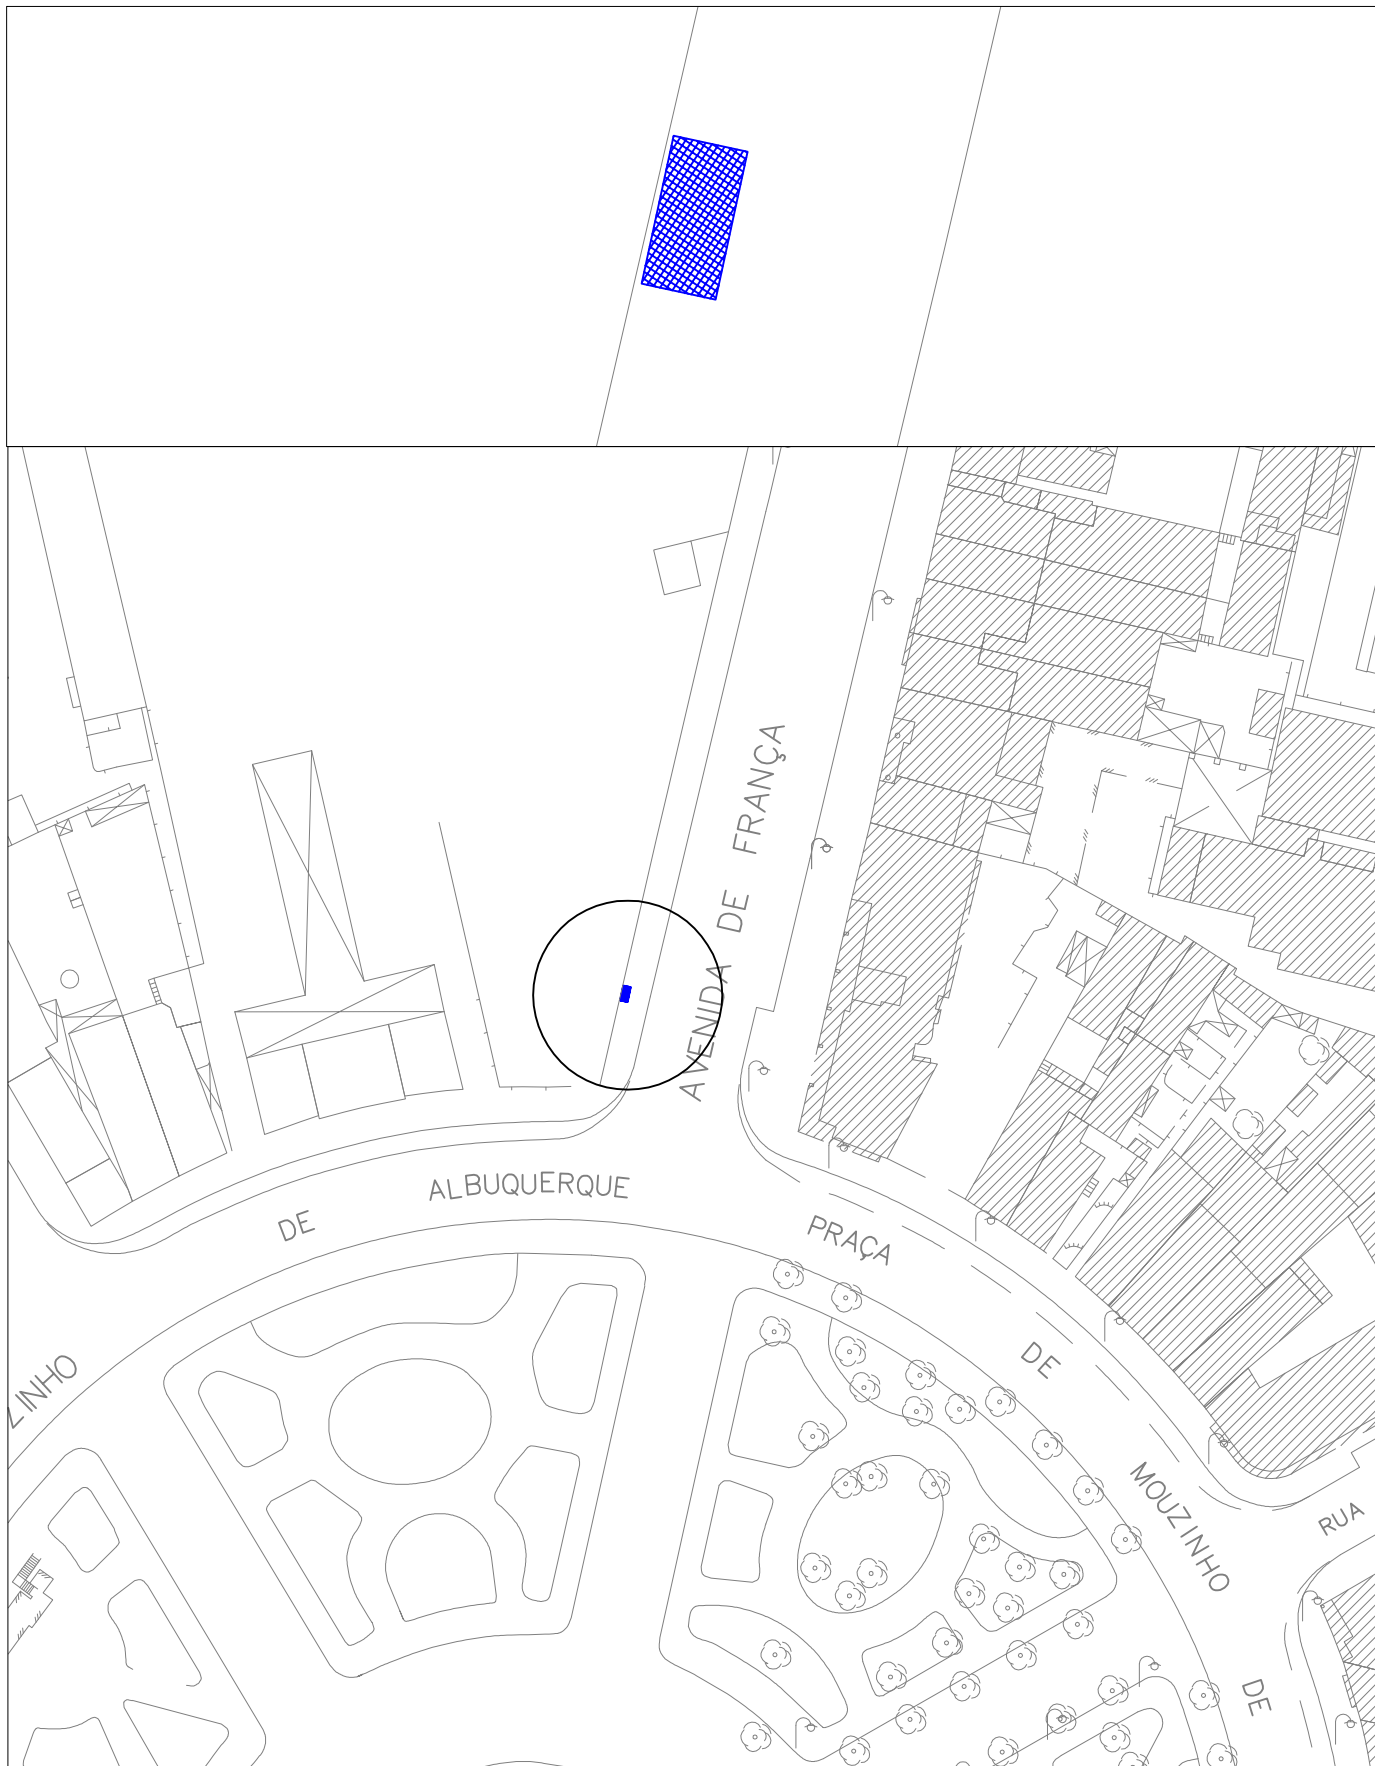 AVENIDA DE FRANÇA
DE
ALBUQUERQUE
PRAÇA
DE
MOUZINHO
DE
RUA
ZINHO